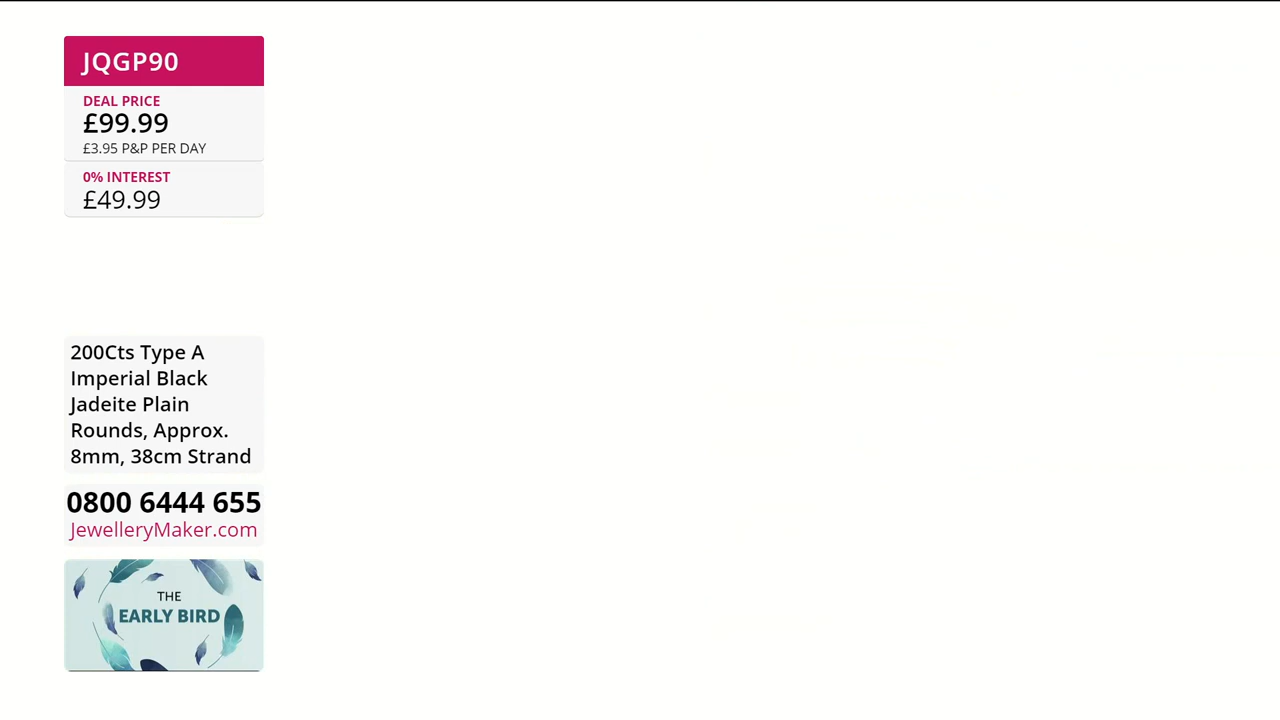 JQGP90
DEAL PRICE
£99.99
£3.95 P&P PER DAY
0% INTEREST
£49.99
200Cts Type A
Imperial Black
Jadeite Plain
Rounds, Approx.
8mm, 38cm Strand
0800 6444 655
JewelleryMaker.com
THE
EARLY BIRD